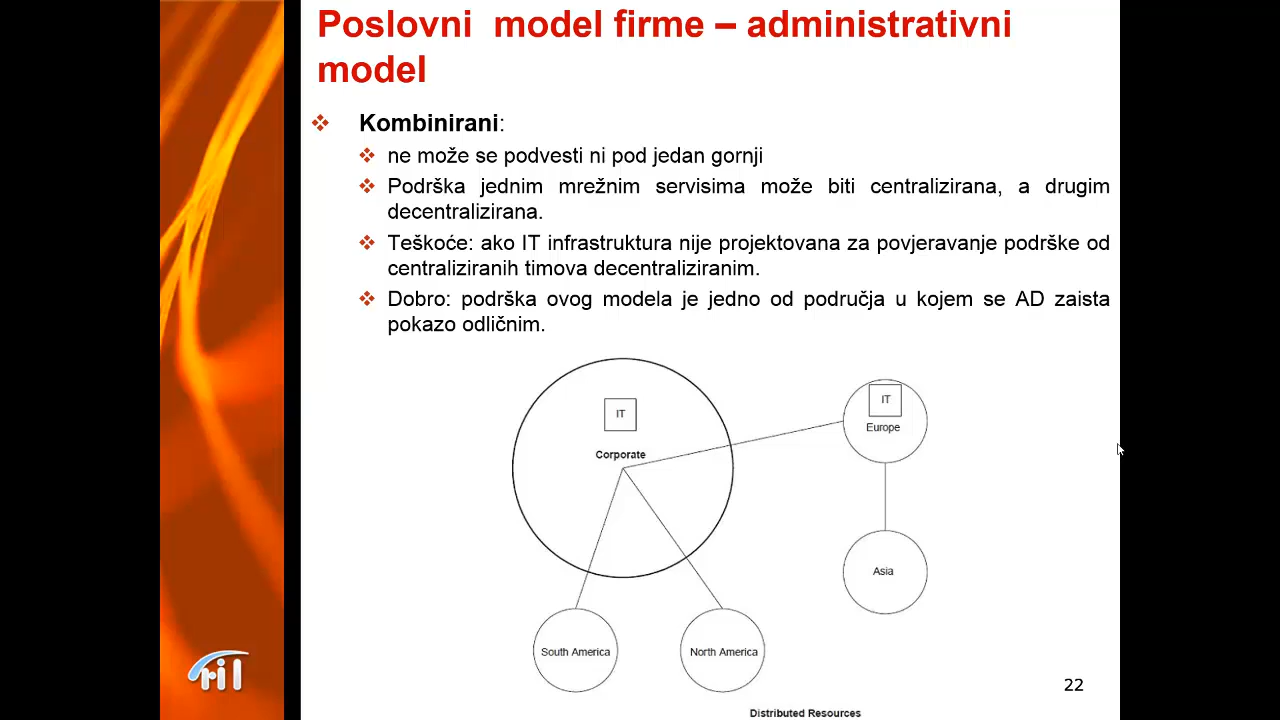 Poslovni model firme – administrativni
model
Kombinirani:
ne može se podvesti ni pod jedan gornji
Podrška jednim mrežnim servisima može biti centralizirana, a drugim
decentralizirana.
Teškoće: ako IT infrastruktura nije projektovana za povjeravanje podrške od
centraliziranih timova decentraliziranim.
Dobro: podrška ovog modela je jedno od područja u kojem se AD zaista
pokazo odličnim.
IT
Corporate
IT
Europe
Asia
South America
North America
ril
22
Distributed Resources